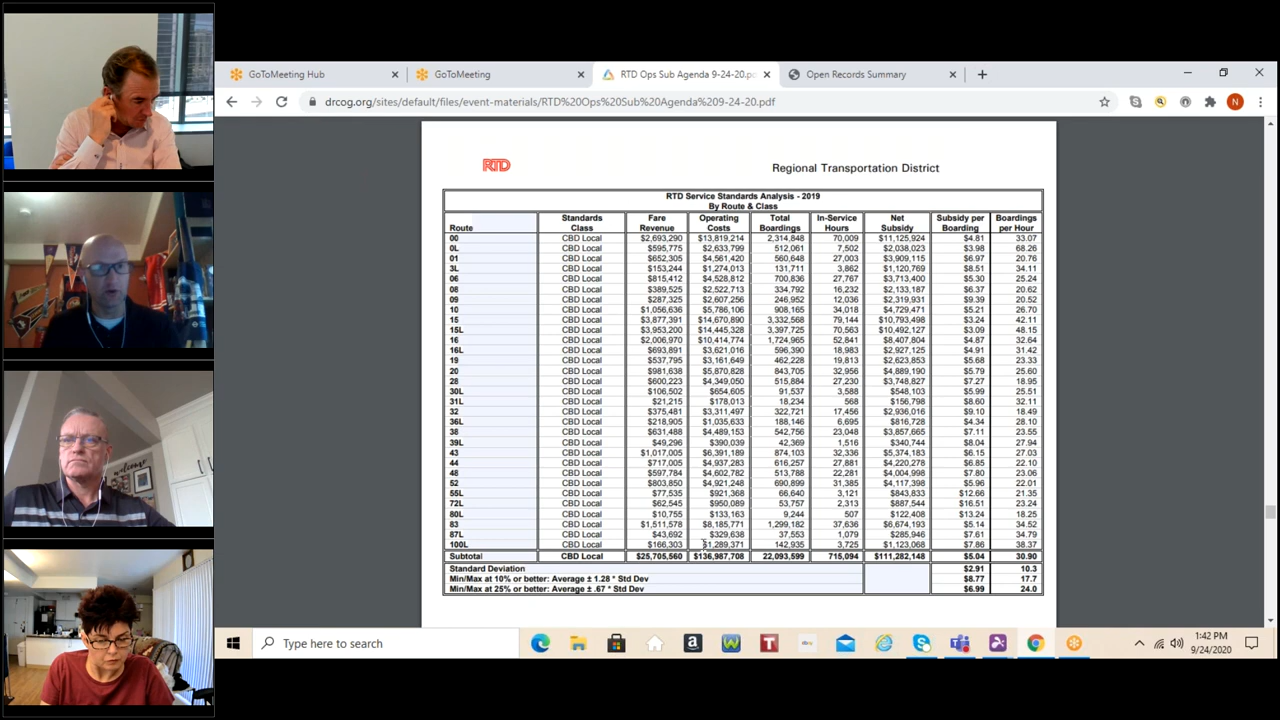 GoToMeeting Hub
GoToMeeting
RTD Ops Sub Agenda 9-24-20.pc
Open Records Summary
drcog.org/sites/default/files/event-materials/RTD%20Ops%20Sub%20Agenda%209-24-20.pdf
N
RTD
Regional Transportation District
RTD Service Standards Analysis - 2019
By Route & Class
Route Standards Class Fare Revenue Operating Costs Total Boardings In-Service Hours Net Subsidy Subsidy per Boarding Boardings per Hour
00 CBD Local $2,693,290 $13,819,214 2,314,848 70,009 $11,125,924 $4.81 33.07
0L CBD Local $595,775 $2,633,799 512,061 7,502 $2,038,023 $3.98 68.26
01 CBD Local $652,305 $4,561,420 560,648 27,003 $3,909,115 $6.97 20.76
3L CBD Local $153,244 $1,274,013 131,711 3,862 $1,120,769 $8.51 34.11
06 CBD Local $815,412 $4,528,812 700,836 27,767 $3,713,400 $5.30 25.24
08 CBD Local $389,525 $2,522,713 334,792 16,232 $2,133,187 $6.37 20.62
09 CBD Local $287,325 $2,607,256 246,952 12,036 $2,319,931 $9.39 20.52
10 CBD Local $1,056,636 $5,786,106 908,165 34,018 $4,729,471 $5.21 26.70
15 CBD Local $3,877,391 $14,670,890 3,332,568 79,144 $10,793,498 $3.24 42.11
15L CBD Local $3,953,200 $14,445,328 3,397,725 70,563 $10,492,127 $3.09 48.15
16 CBD Local $2,006,970 $10,414,774 1,724,965 52,841 $8,407,804 $4.87 32.64
16L CBD Local $693,891 $3,621,016 596,390 18,983 $2,927,125 $4.91 31.42
19 CBD Local $537,795 $3,161,649 462,228 19,813 $2,623,853 $5.68 23.33
20 CBD Local $981,638 $5,870,828 843,705 32,956 $4,889,190 $5.79 25.60
28 CBD Local $600,223 $4,349,050 515,884 27,230 $3,748,827 $7.27 18.95
30L CBD Local $106,502 $654,605 91,537 3,588 $548,103 $5.99 25.51
31L CBD Local $21,215 $178,013 18,234 568 $156,798 $8.60 32.11
32 CBD Local $375,481 $3,311,497 322,721 17,456 $2,936,016 $9.10 18.49
36L CBD Local $218,905 $1,035,633 188,146 6,695 $816,728 $4.34 28.10
38 CBD Local $631,488 $4,489,153 542,756 23,048 $3,857,665 $7.11 23.55
39L CBD Local $49,296 $390,039 42,369 1,516 $340,744 $8.04 27.94
43 CBD Local $1,017,005 $6,391,189 874,103 32,336 $5,374,183 $6.15 27.03
44 CBD Local $717,005 $4,937,283 616,257 27,881 $4,220,278 $6.85 22.10
48 CBD Local $597,784 $4,602,782 513,788 22,281 $4,004,998 $7.80 23.06
52 CBD Local $803,850 $4,921,248 690,899 31,385 $4,117,398 $5.96 22.01
55L CBD Local $77,535 $921,368 66,640 3,121 $843,833 $12.66 21.35
72L CBD Local $62,545 $950,089 53,757 2,313 $887,544 $16.51 23.24
80L CBD Local $10,755 $133,163 9,244 507 $122,408 $13.24 18.25
83 CBD Local $1,511,578 $8,185,771 1,299,182 37,636 $6,674,193 $5.14 34.52
87L CBD Local $43,692 $329,638 37,553 1,079 $285,946 $7.61 34.79
100L CBD Local $166,303 $1,289,371 142,935 3,725 $1,123,068 $7.86 38.37
Subtotal CBD Local $25,705,560 $136,987,708 22,093,599 715,094 $111,282,148 $5.04 30.90
Standard Deviation $2.91 10.3
Min/Max at 10% or better: Average ± 1.28 * Std Dev $8.77 17.7
Min/Max at 25% or better: Average ± .67 * Std Dev $6.99 24.0
Type here to search
1:42 PM
9/24/2020